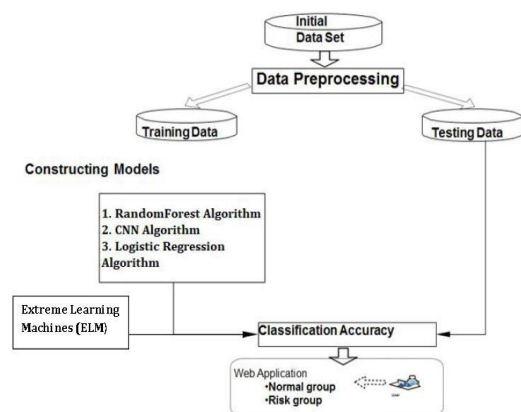 Initial
Data Set
Data Preprocessing
Training Data
Testing Data
Constructing Models
1. RandomForest Algorithm
2. CNN Algorithm
3. Logistic Regression
Algorithm
Extreme Learning
Machines (ELM)
Classification Accuracy
Web Application
•Normal group
•Risk group